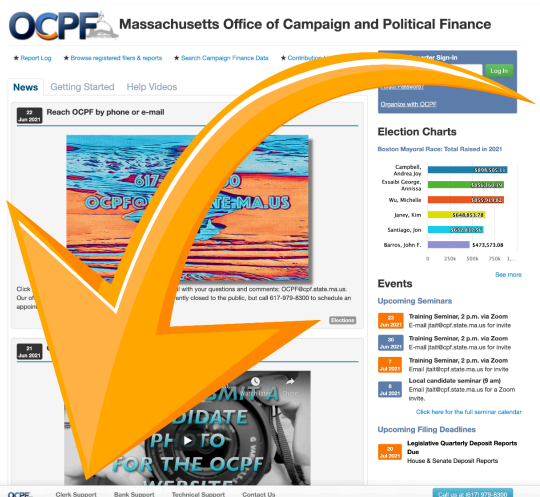 OCPF Massachusetts Office of Campaign and Political Finance
★ Report Log ★ Browse registered filers & reports ★ Search Campaign Finance Data ★ Contribution
Sign-In
Log In
Organize with OCPF
News Getting Started Help Videos
22
Jun 2021
Reach OCPF by phone or e-mail
Click
il with your questions and comments: OCPF@cpf.state.ma.us
Our of
ently closed to the public, but call 617-979-8300 to schedule an
appoin
Elections
21
Jun 2021
FOR THE OCPF
WEBSITE
Election Charts
Boston Mayoral Race: Total Raised in 2021
Campbell,
Andrea Joy
Essaibi George,
Annissa
Wu, Michelle
Janey, Kim
$648,853.78
Santiago, Jon
Barros, John F.
$473,573.08
0 250k 500k 750k 1,...
See more
Events
Upcoming Seminars
23
Jun 2021
Training Seminar, 2 p.m. via Zoom
E-mail jtait@cpf.state.ma.us for invite
30
Jun 2021
Training Seminar, 2 p.m. via Zoom
E-mail jtait@cpf.state.ma.us for invite
7
Jul 2021
Training Seminar, 2 p.m. via Zoom
Email jtait@cpf.state.ma.us for invite
8
Jul 2021
Local candidate seminar (9 am)
Email jtait@cpf.state.ma.us for a Zoom
invite.
Click here for the full seminar calendar
Upcoming Filing Deadlines
20
Jul 2021
Legislative Quarterly Deposit Reports
Due
House & Senate Deposit Reports
OCPF Clerk Support Bank Support Technical Support Contact Us Call us at (617) 979-8300